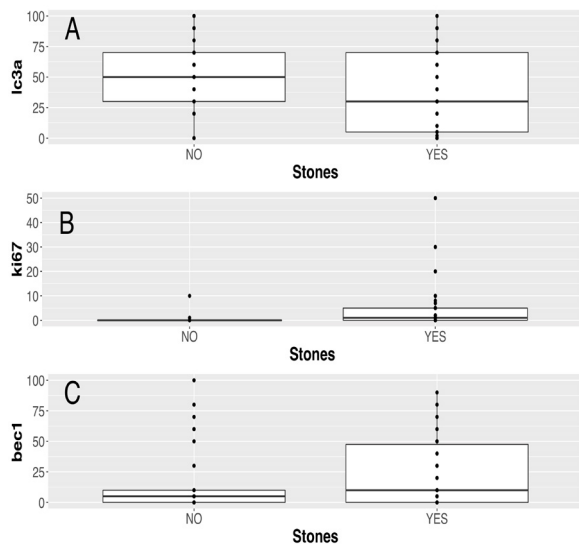 A
lc3a
100
75
50
25
0
NO YES
Stones
B
ki67
50
40
30
20
10
0
NO YES
Stones
C
bec1
100
75
50
25
0
NO YES
Stones